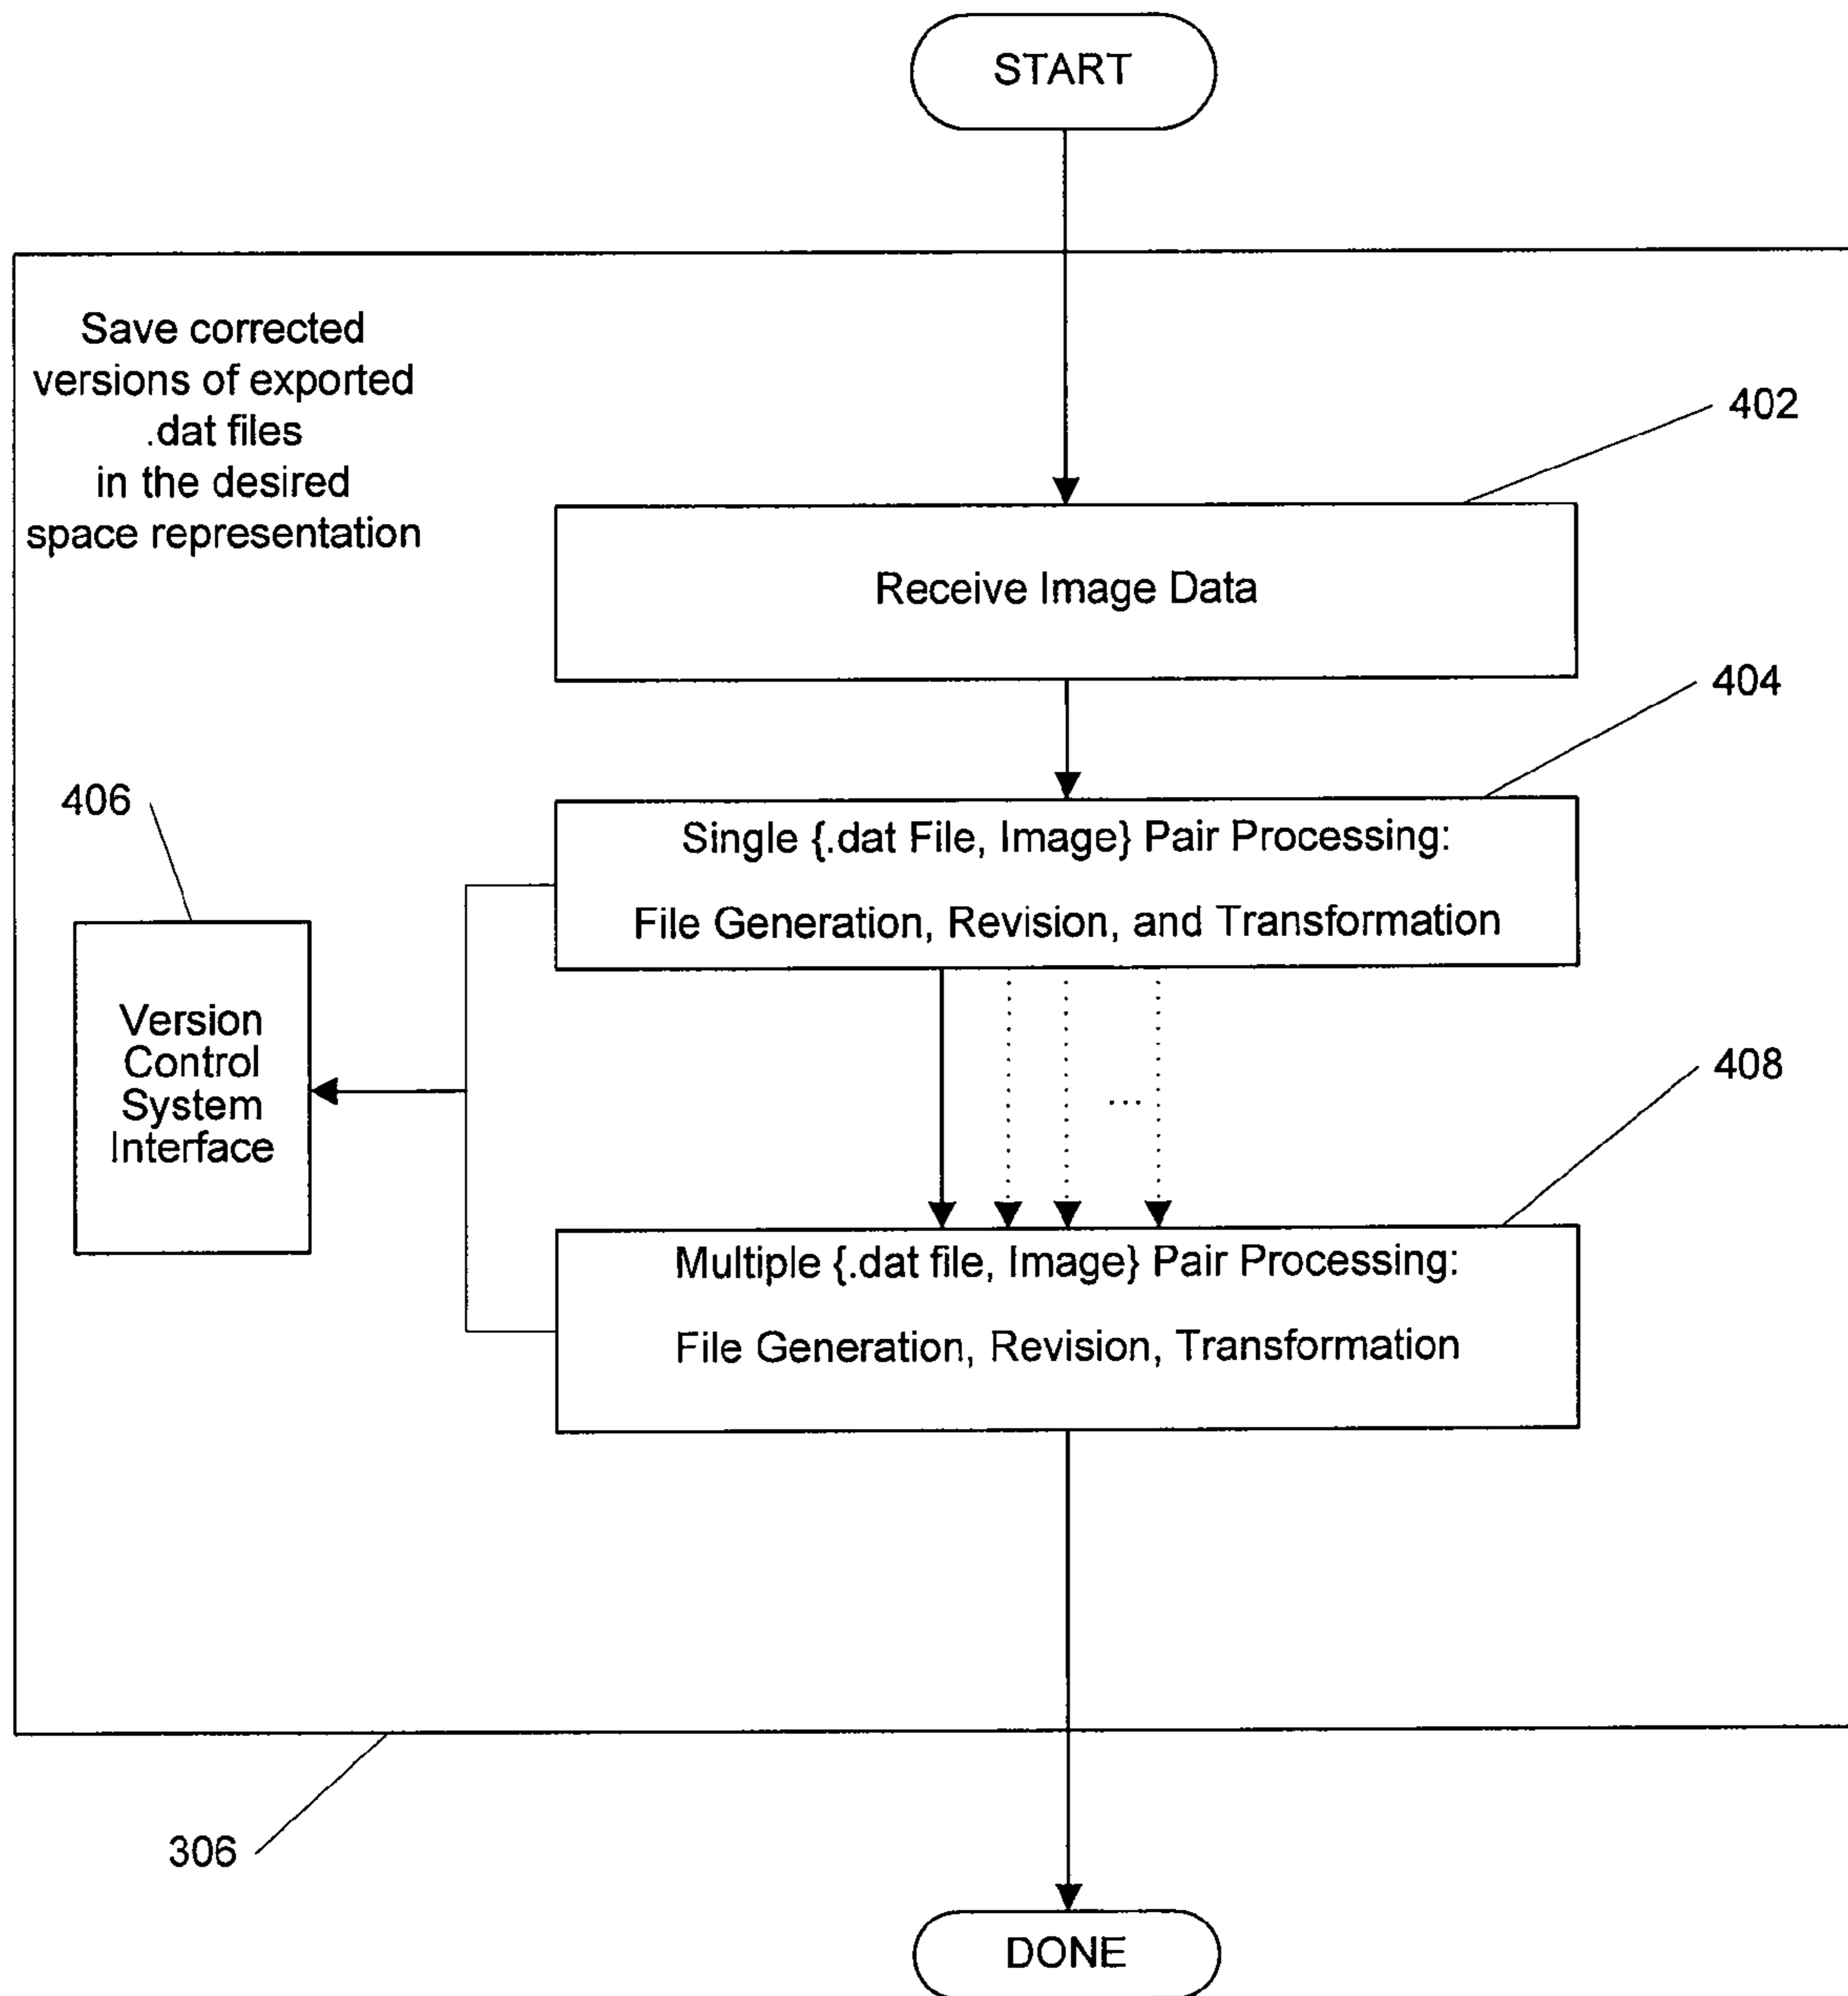 START
Save corrected
versions of exported
.dat files
in the desired
space representation
402
Receive Image Data
404
Single {.dat File, Image} Pair Processing:
File Generation, Revision, and Transformation
406
Version
Control
System
Interface
...
408
Multiple {.dat file, Image} Pair Processing:
File Generation, Revision, Transformation
306
DONE